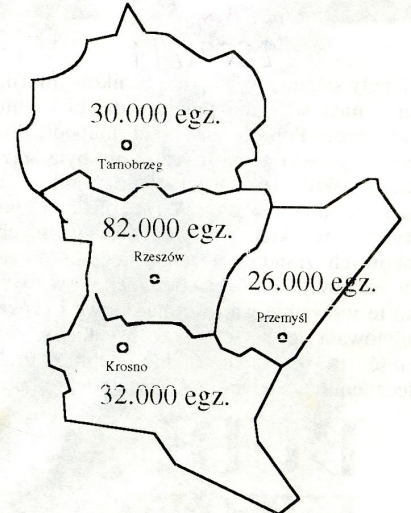 30.000 egz.
Tarnobrzeg
82.000 egz.
Rzeszów
26.000 egz.
Przemyśl
Krosno
32.000 egz.